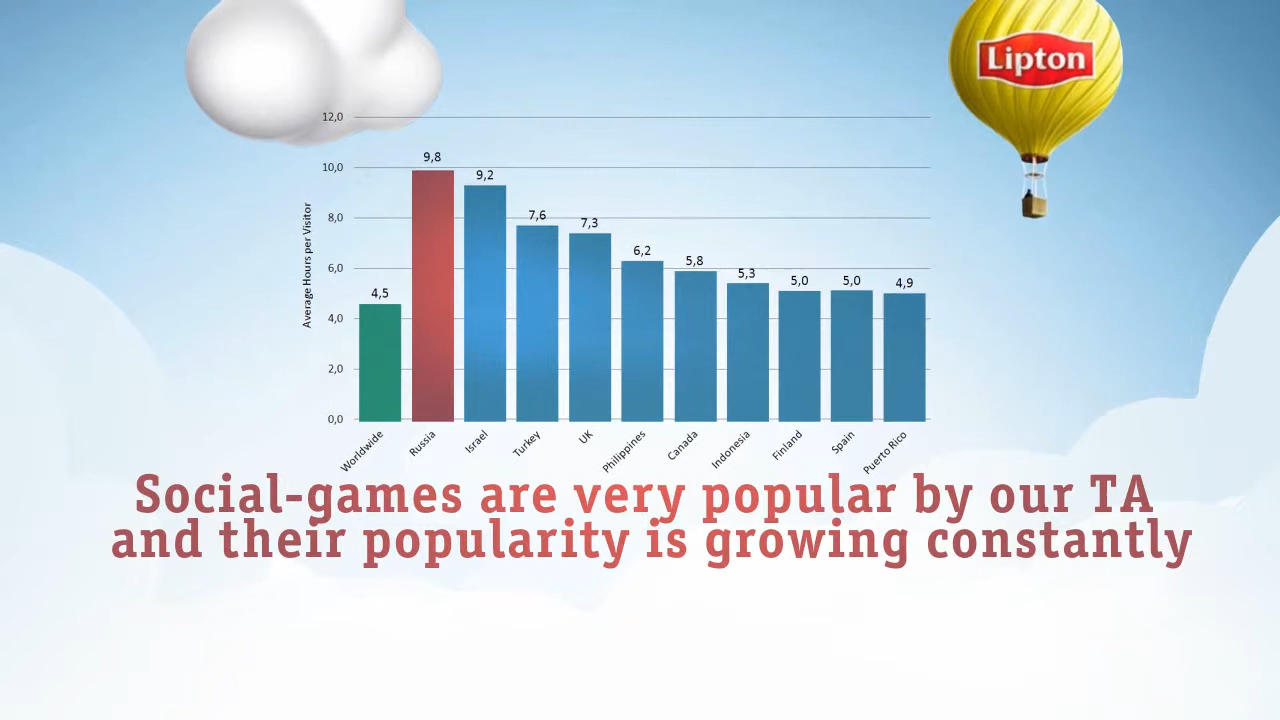 Lipton
12,0
10,0
8,0
6,0
4,0
2,0
0,0
Average Hours per Visitor
4,5
9,8
9,2
7,6
7,3
6,2
5,8
5,3
5,0
5,0
4,9
Worldwide
Russia
Israel
Turkey
UK
Philippines
Canada
Indonesia
Finland
Spain
Puerto Rico
Social-games are very popular by our TA
and their popularity is growing constantly